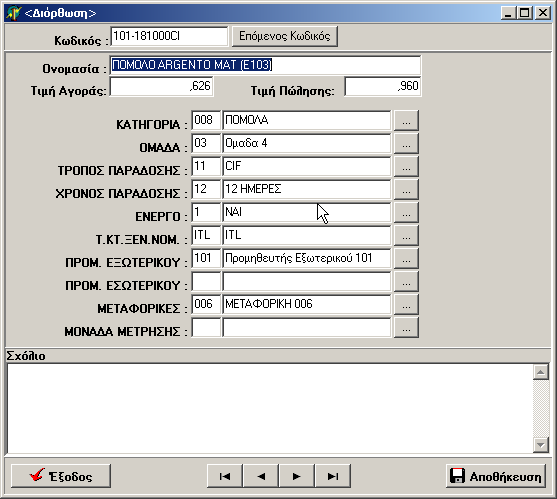 <Διόρθωση>
Κωδικός : 101-181000CI Επόμενος Κωδικός
Ονομασία : ΠΟΜΟΛΟ ARGENTO MAT (E103)
Τιμή Αγοράς: ,626 Τιμή Πώλησης: ,960
ΚΑΤΗΓΟΡΙΑ : 008 ΠΟΜΟΛΑ ...
ΟΜΑΔΑ : 03 Ομαδα 4 ...
ΤΡΟΠΟΣ ΠΑΡΑΔΟΣΗΣ : 11 CIF ...
ΧΡΟΝΟΣ ΠΑΡΑΔΟΣΗΣ : 12 12 ΗΜΕΡΕΣ ...
ΕΝΕΡΓΟ : 1 ΝΑΙ ...
Τ.ΚΤ.ΞΕΝ.ΝΟΜ. : ITL ITL ...
ΠΡΟΜ. ΕΞΩΤΕΡΙΚΟΥ : 101 Προμηθευτής Εξωτερικού 101 ...
ΠΡΟΜ. ΕΣΩΤΕΡΙΚΟΥ : ...
ΜΕΤΑΦΟΡΙΚΕΣ : 006 ΜΕΤΑΦΟΡΙΚΗ 006 ...
ΜΟΝΑΔΑ ΜΕΤΡΗΣΗΣ : ...
Σχόλιο
Έξοδος Αποθήκευση